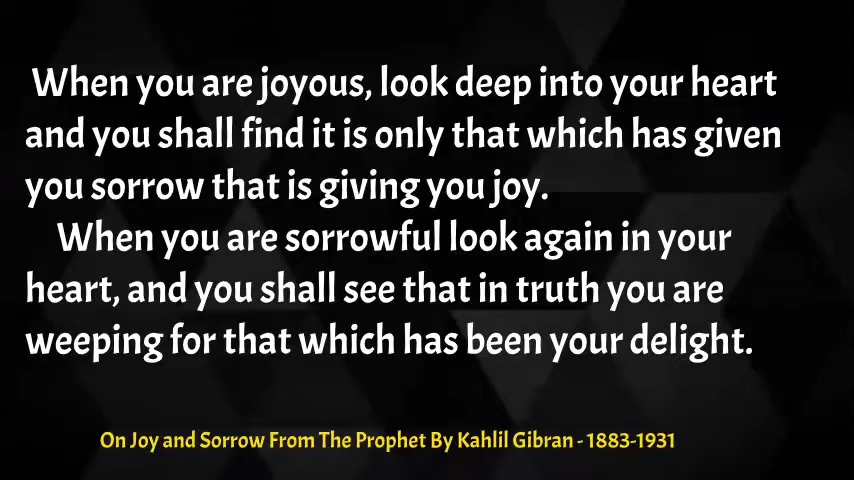 When you are joyous, look deep into your heart
and you shall find it is only that which has given
you sorrow that is giving you joy.
When you are sorrowful look again in your
heart, and you shall see that in truth you are
weeping for that which has been your delight.
On Joy and Sorrow From The Prophet By Kahlil Gibran - 1883-1931